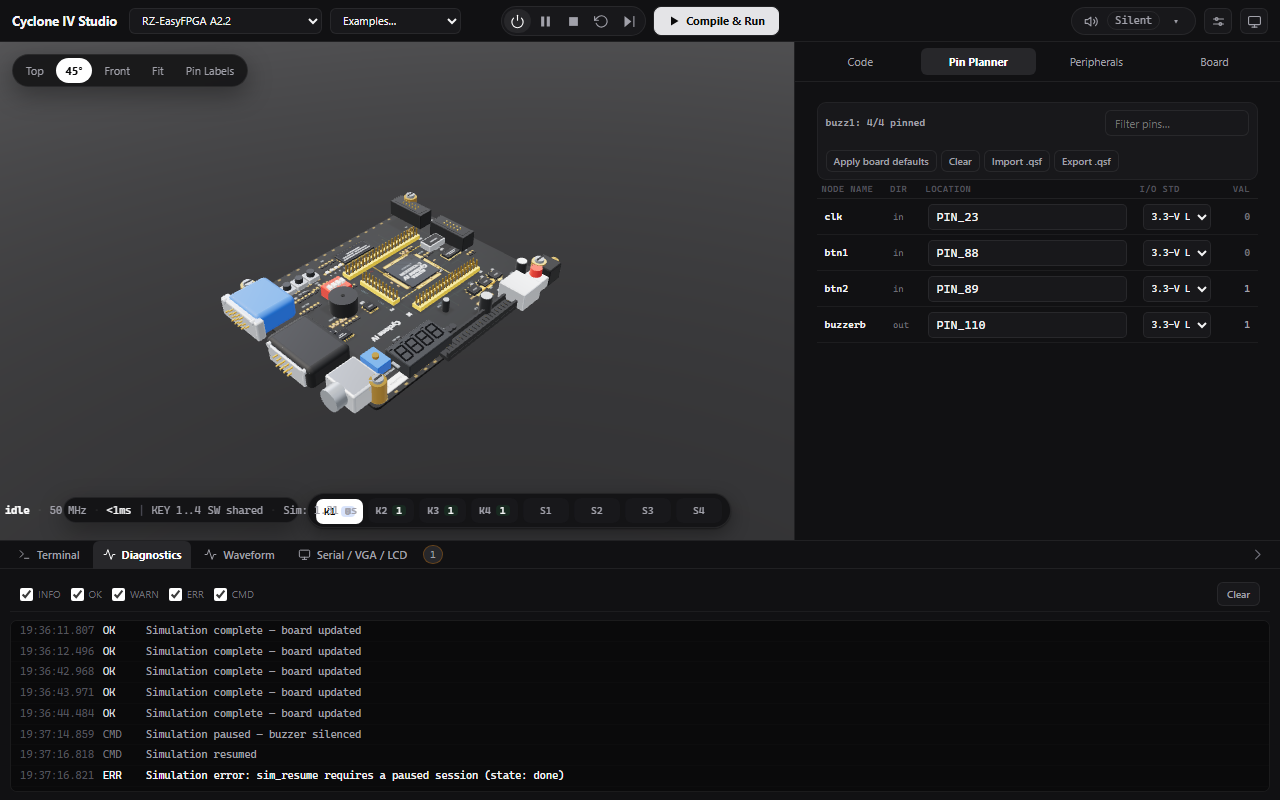 Cyclone IV Studio
RZ-EasyFPGA A2.2
Examples...
Compile & Run
Silent
Top
45°
Front
Fit
Pin Labels
Code
Pin Planner
Peripherals
Board
buzz1: 4/4 pinned
Filter pins...
Apply board defaults
Clear
Import .qsf
Export .qsf
NODE NAME DIR LOCATION I/O STD VAL
clk in PIN_23 3.3-V L 0
btn1 in PIN_88 3.3-V L 0
btn2 in PIN_89 3.3-V L 1
buzzerb out PIN_110 3.3-V L 1
Cyclone IV
idle 50 MHz · <1ms | KEY 1..4 SW shared · Sim:
K1
K2 1
K3 1
K4 1
S1
S2
S3
S4
Terminal
Diagnostics
Waveform
Serial / VGA / LCD
1
INFO
OK
WARN
ERR
CMD
Clear
19:36:11.807 OK Simulation complete — board updated
19:36:12.496 OK Simulation complete — board updated
19:36:42.968 OK Simulation complete — board updated
19:36:43.971 OK Simulation complete — board updated
19:36:44.484 OK Simulation complete — board updated
19:37:14.859 CMD Simulation paused — buzzer silenced
19:37:16.818 CMD Simulation resumed
19:37:16.821 ERR Simulation error: sim_resume requires a paused session (state: done)